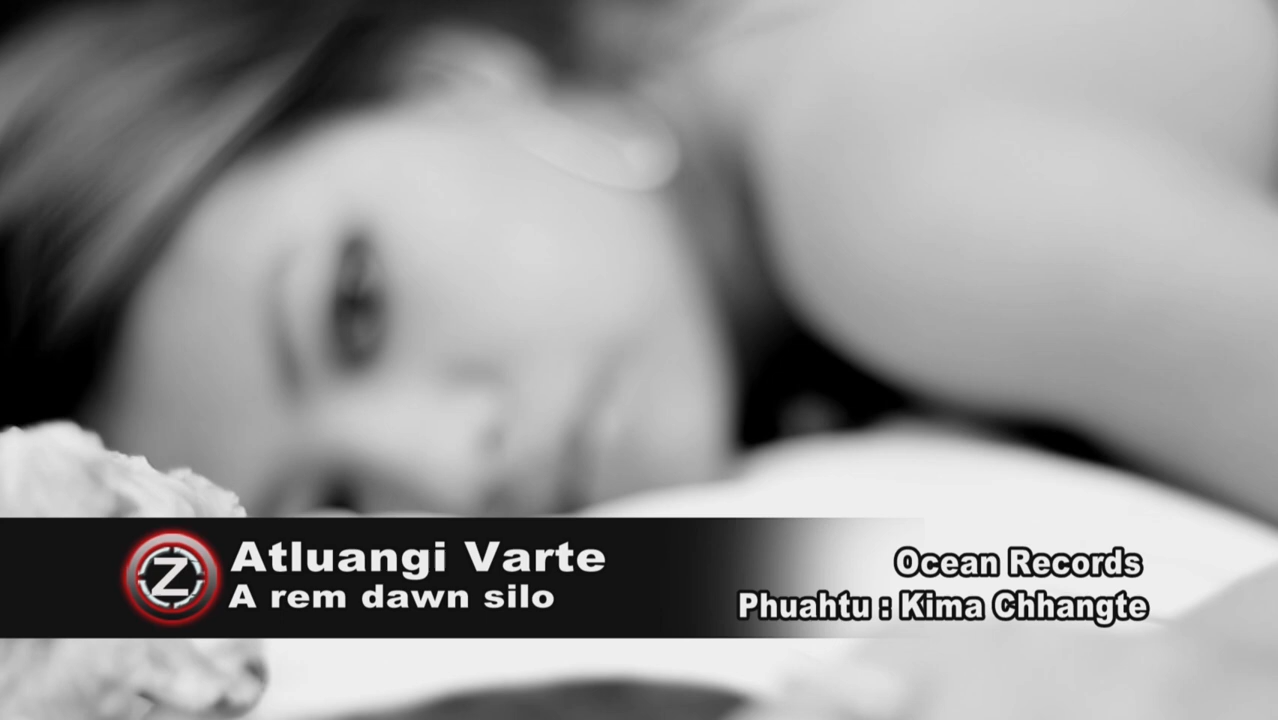 Z
Atluangi Varte
A rem dawn silo
Ocean Records
Phuahtu : Kima Chhangte